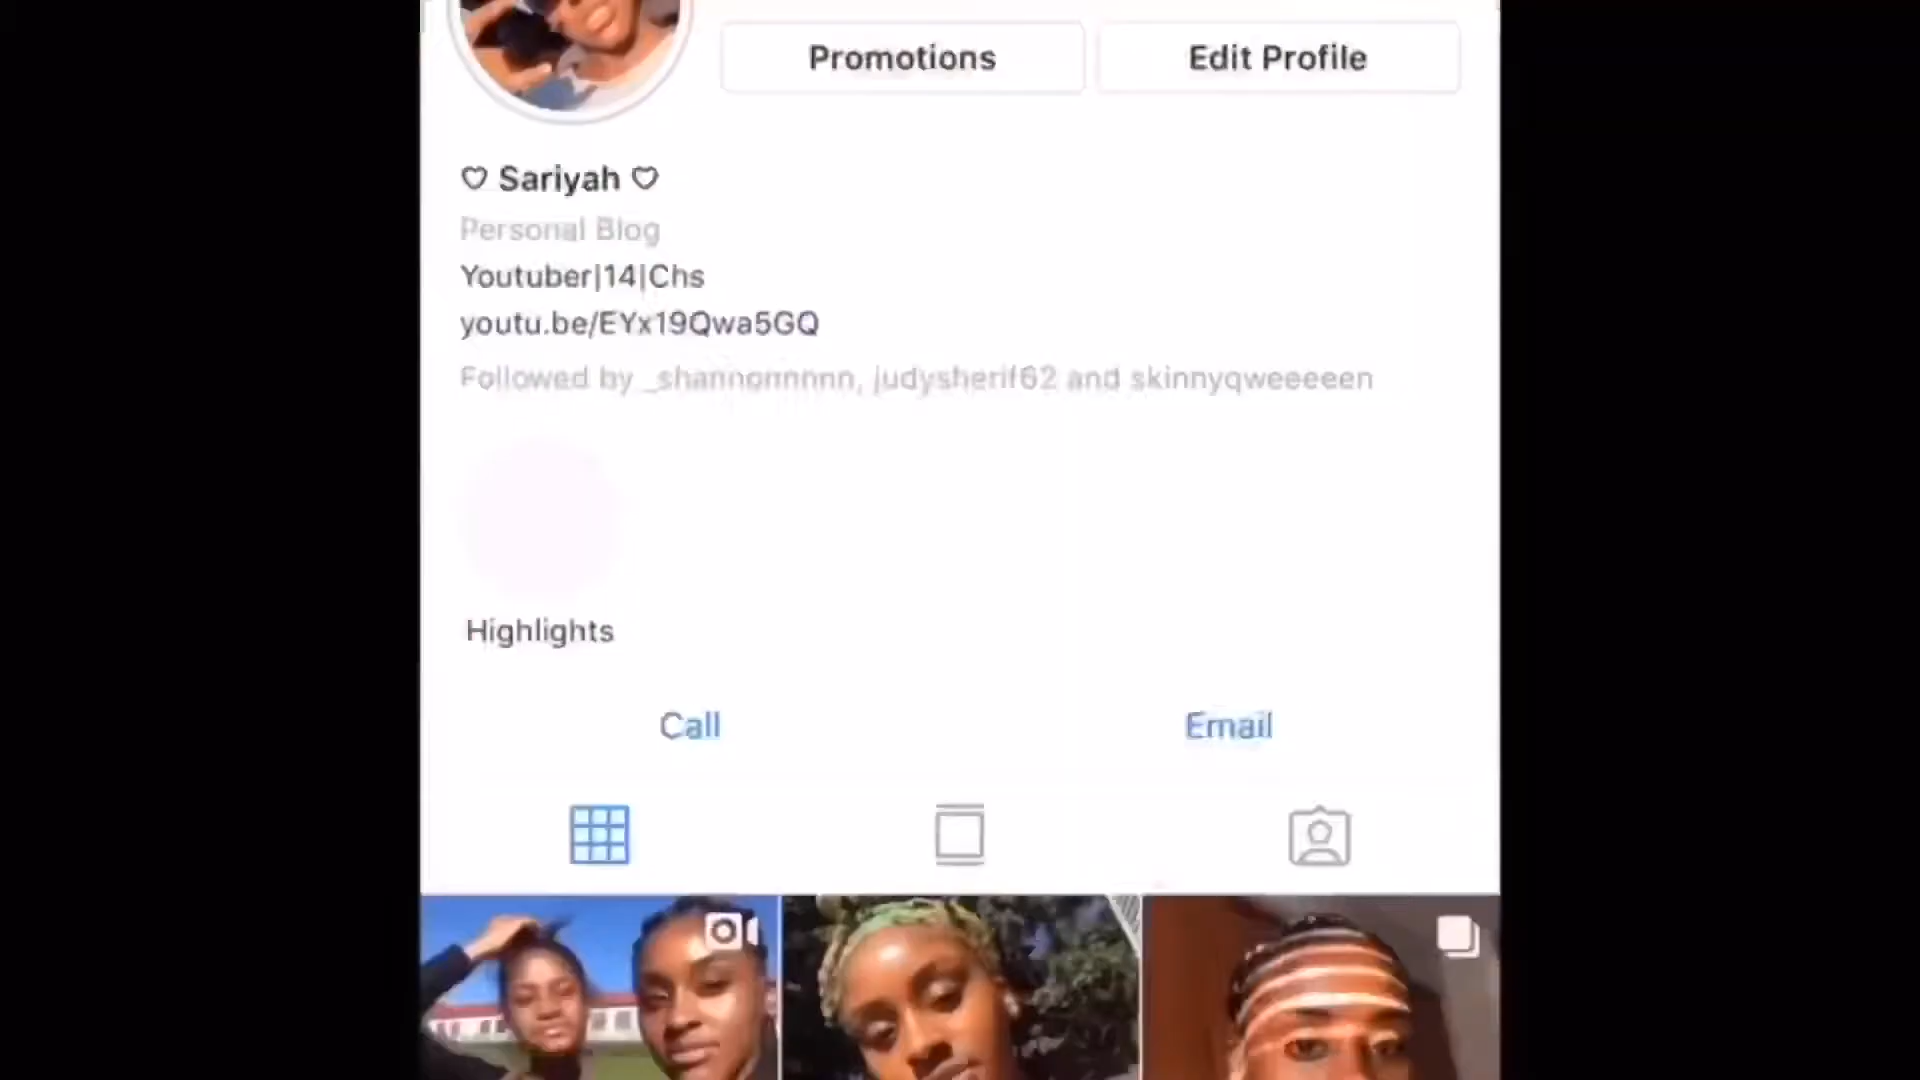 Promotions Edit Profile
♡ Sariyah ♡
Personal Blog
Youtuber|14|Chs
youtu.be/EYx19Qwa5GQ
Followed by _shannonnnnn, judysherif62 and skinnyqweeeeen
Highlights
Call Email